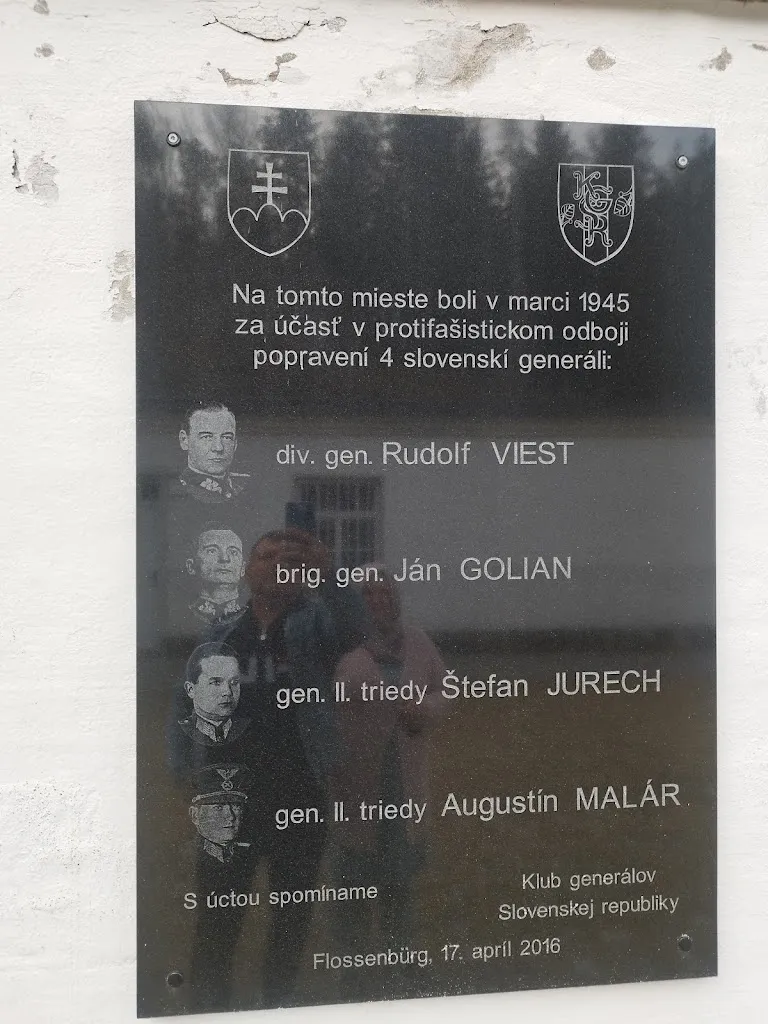 KGSR
Na tomto mieste boli v marci 1945
za účasť v protifašistickom odboji
popravení 4 slovenskí generáli:
div. gen. Rudolf VIEST
brig. gen. Ján GOLIAN
gen. II. triedy Štefan JURECH
gen. II. triedy Augustín MALÁR
S úctou spomíname
Klub generálov
Slovenskej republiky
Flossenbürg, 17. apríl 2016